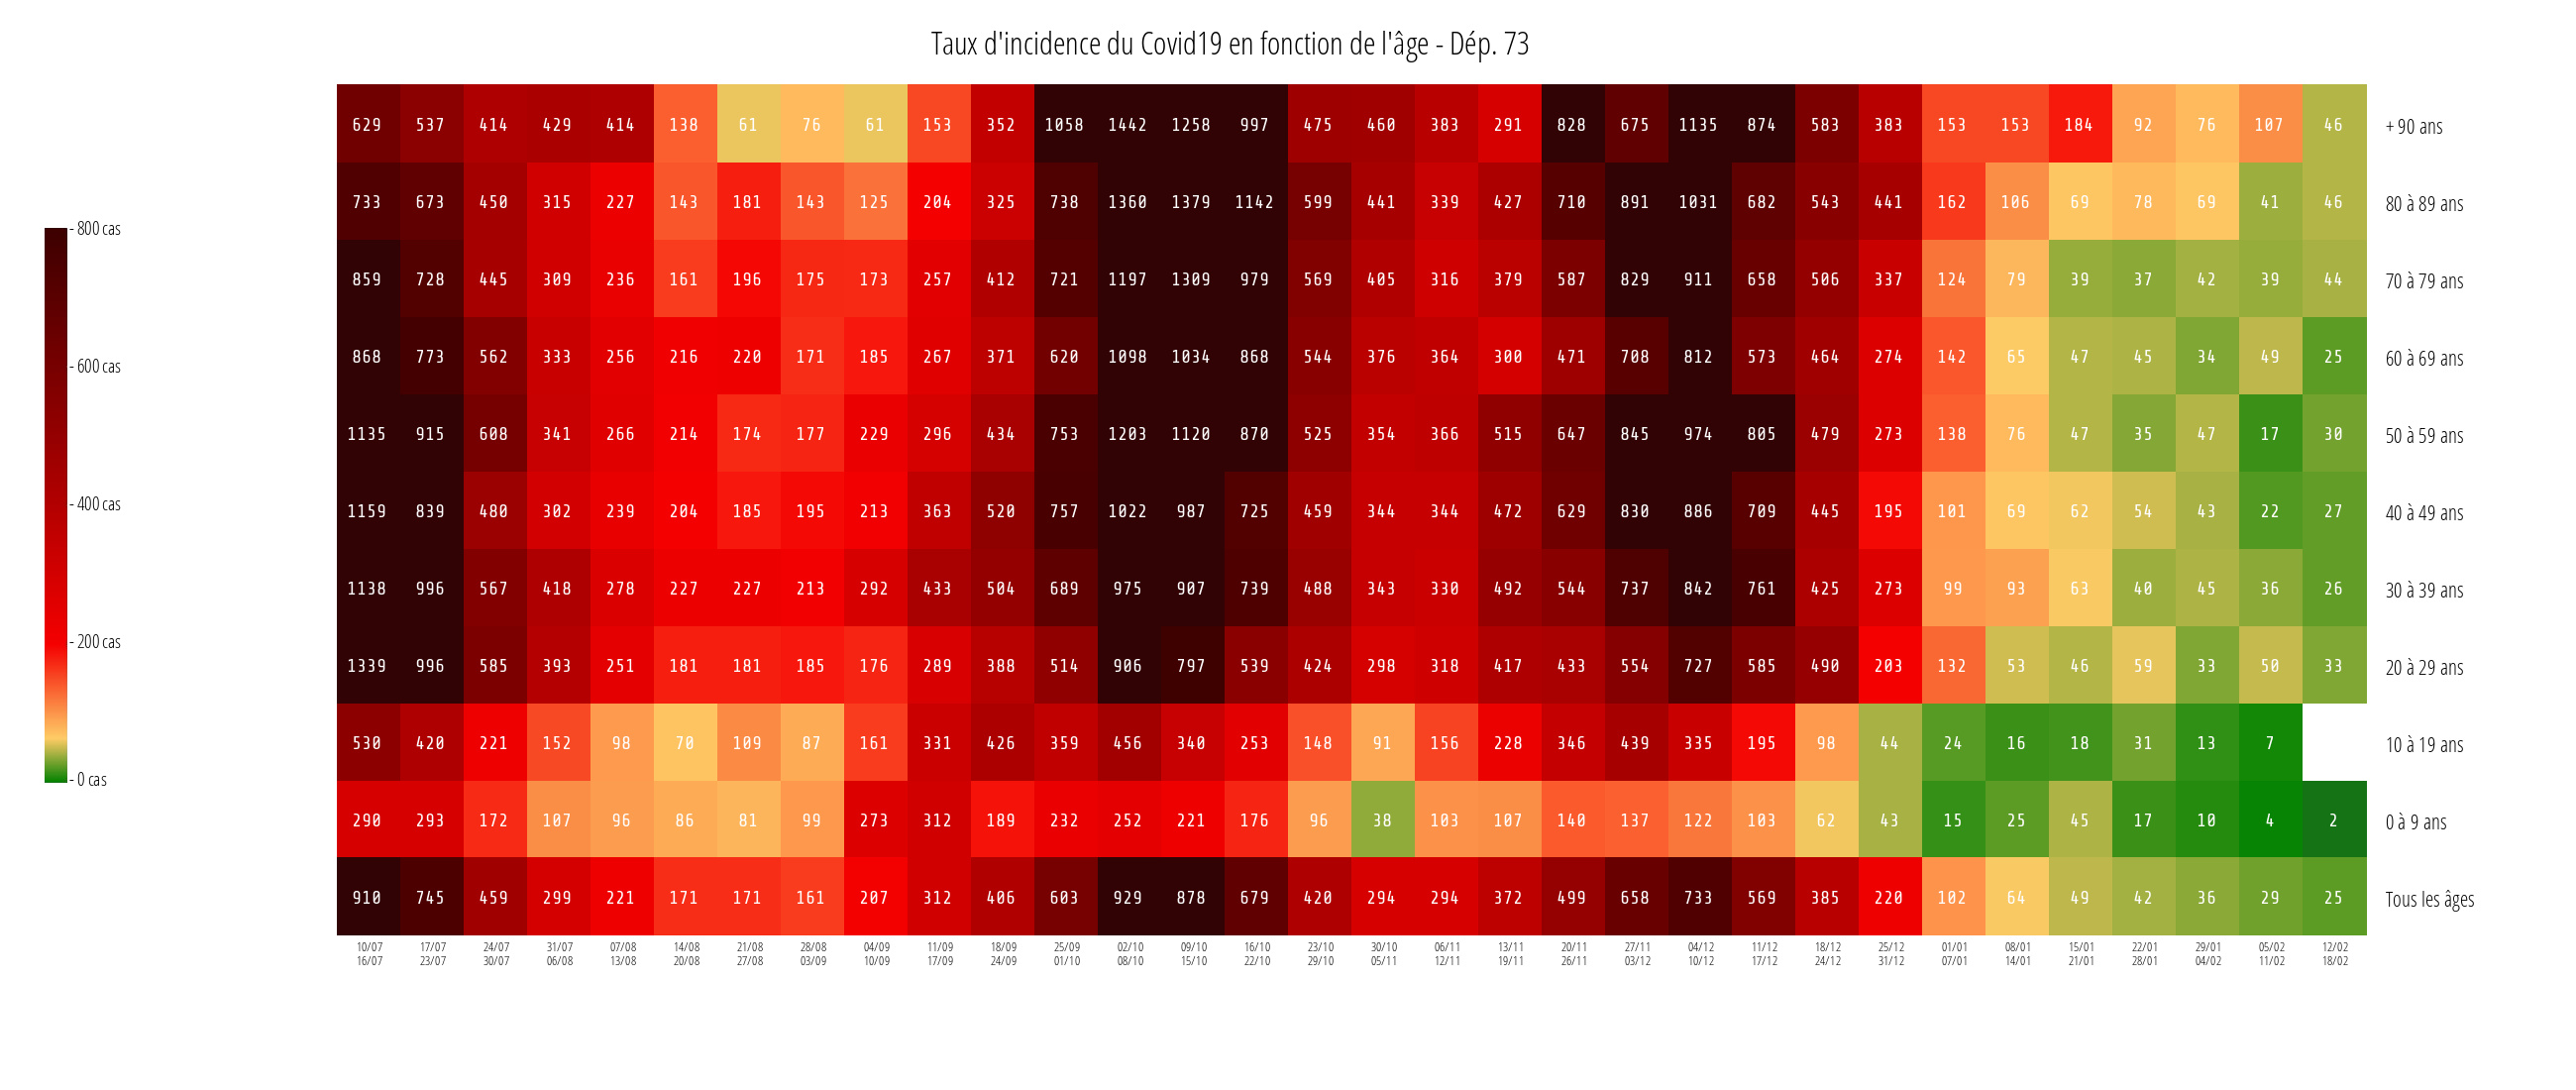 Taux d'incidence du Covid19 en fonction de l'âge - Dép. 73
- 800 cas
- 600 cas
- 400 cas
- 200 cas
- 0 cas
629 537 414 429 414 138 61 76 61 153 352 1058 1442 1258 997 475 460 383 291 828 675 1135 874 583 383 153 153 184 92 76 107 46 + 90 ans
733 673 450 315 227 143 181 143 125 204 325 738 1360 1379 1142 599 441 339 427 710 891 1031 682 543 441 162 106 69 78 69 41 46 80 à 89 ans
859 728 445 309 236 161 196 175 173 257 412 721 1197 1309 979 569 405 316 379 587 829 911 658 506 337 124 79 39 37 42 39 44 70 à 79 ans
868 773 562 333 256 216 220 171 185 267 371 620 1098 1034 868 544 376 364 300 471 708 812 573 464 274 142 65 47 45 34 49 25 60 à 69 ans
1135 915 608 341 266 214 174 177 229 296 434 753 1203 1120 870 525 354 366 515 647 845 974 805 479 273 138 76 47 35 47 17 30 50 à 59 ans
1159 839 480 302 239 204 185 195 213 363 520 757 1022 987 725 459 344 344 472 629 830 886 709 445 195 101 69 62 54 43 22 27 40 à 49 ans
1138 996 567 418 278 227 227 213 292 433 504 689 975 907 739 488 343 330 492 544 737 842 761 425 273 99 93 63 40 45 36 26 30 à 39 ans
1339 996 585 393 251 181 181 185 176 289 388 514 906 797 539 424 298 318 417 433 554 727 585 490 203 132 53 46 59 33 50 33 20 à 29 ans
530 420 221 152 98 70 109 87 161 331 426 359 456 340 253 148 91 156 228 346 439 335 195 98 44 24 16 18 31 13 7 10 à 19 ans
290 293 172 107 96 86 81 99 273 312 189 232 252 221 176 96 38 103 107 140 137 122 103 62 43 15 25 45 17 10 4 2 0 à 9 ans
910 745 459 299 221 171 171 161 207 312 406 603 929 878 679 420 294 294 372 499 658 733 569 385 220 102 64 49 42 36 29 25 Tous les âges
10/07 17/07 24/07 31/07 07/08 14/08 21/08 28/08 04/09 11/09 18/09 25/09 02/10 09/10 16/10 23/10 30/10 06/11 13/11 20/11 27/11 04/12 11/12 18/12 25/12 01/01 08/01 15/01 22/01 29/01 05/02 12/02
16/07 23/07 30/07 06/08 13/08 20/08 27/08 03/09 10/09 17/09 24/09 01/10 08/10 15/10 22/10 29/10 05/11 12/11 19/11 26/11 03/12 10/12 17/12 24/12 31/12 07/01 14/01 21/01 28/01 04/02 11/02 18/02